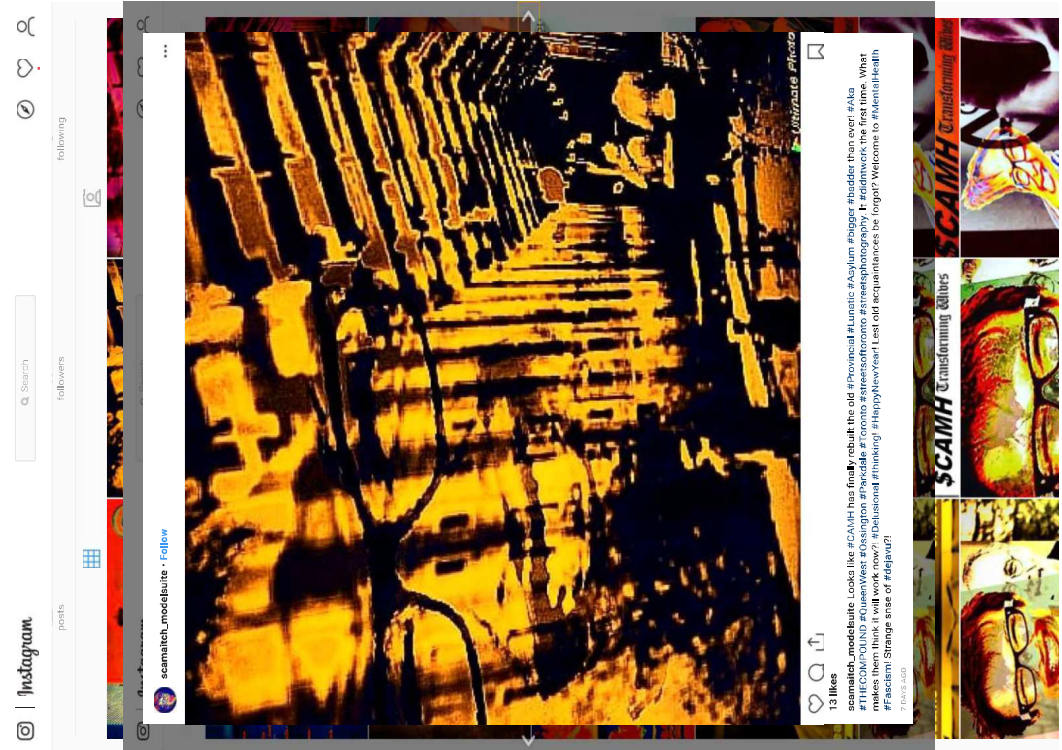 Instagram
Search
posts
followers
following
scamaitch_modelsuite • Follow
Ultimate Photo
13 likes
scamaitch_modelsuite Looks like #CAMH has finally rebuilt the old #Provincial #Lunatic #Asylum #bigger #badder than ever! #Aka
#THECOMPOUND #QueenWest #Ossington #Parkdale #Toronto #streetsoftoronto #streetsphotography. It #didntwork the first time. What
makes them think it will work now?! #Delusional #thinking! #HappyNewYear! Lest old acquaintances be forgot? Welcome to #MentalHealth
#Fascism! Strange snse of #dejavu?!
7 DAYS AGO
$CAMH Transforming Wives
$CAMH Transforming Wives